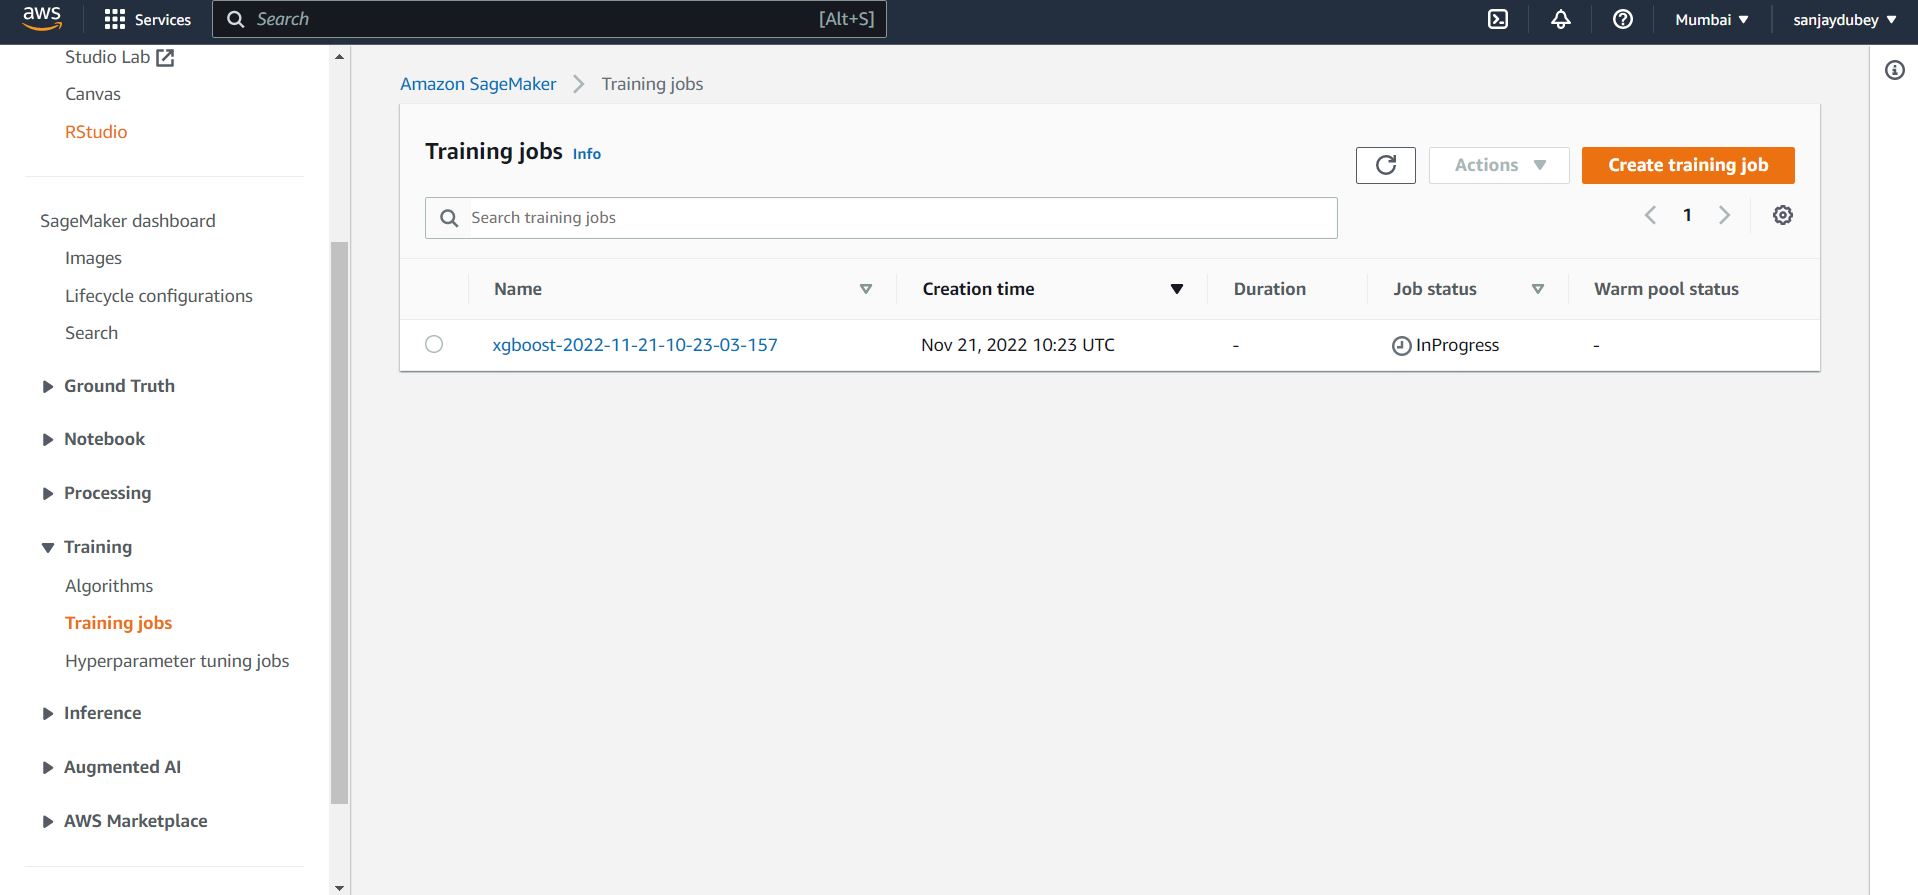 aws
Services
Search [Alt+S]
Mumbai
sanjaydubey
Studio Lab
Canvas
RStudio
SageMaker dashboard
Images
Lifecycle configurations
Search
Ground Truth
Notebook
Processing
Training
Algorithms
Training jobs
Hyperparameter tuning jobs
Inference
Augmented AI
AWS Marketplace
Amazon SageMaker Training jobs
Training jobs Info
Actions
Create training job
Search training jobs
1
Name Creation time Duration Job status Warm pool status
xgboost-2022-11-21-10-23-03-157 Nov 21, 2022 10:23 UTC - InProgress -